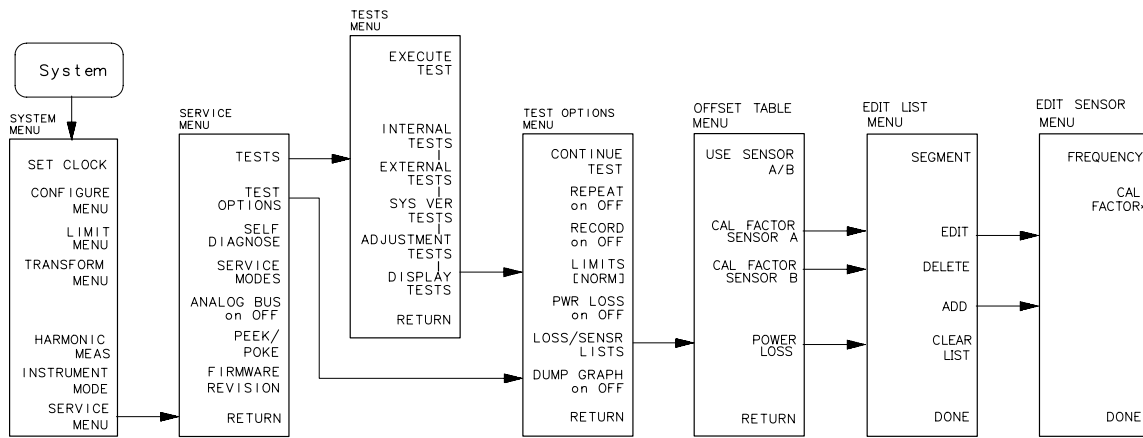 System
SYSTEM
MENU
SET CLOCK
CONFIGURE
MENU
LIMIT
MENU
TRANSFORM
MENU
HARMONIC
MEAS
INSTRUMENT
MODE
SERVICE
MENU
SERVICE
MENU
TESTS
TEST
OPTIONS
SELF
DIAGNOSE
SERVICE
MODES
ANALOG BUS
on OFF
PEEK/
POKE
FIRMWARE
REVISION
RETURN
TESTS
MENU
EXECUTE
TEST
INTERNAL
TESTS
EXTERNAL
TESTS
SYS VER
TESTS
ADJUSTMENT
TESTS
DISPLAY
TESTS
RETURN
TEST OPTIONS
MENU
CONTINUE
TEST
REPEAT
on OFF
RECORD
on OFF
LIMITS
[NORM]
PWR LOSS
on OFF
LOSS/SENSR
LISTS
DUMP GRAPH
on OFF
RETURN
OFFSET TABLE
MENU
USE SENSOR
A/B
CAL FACTOR
SENSOR A
CAL FACTOR
SENSOR B
POWER
LOSS
RETURN
EDIT LIST
MENU
SEGMENT
EDIT
DELETE
ADD
CLEAR
LIST
DONE
EDIT SENSOR
MENU
FREQUENCY
CAL
FACTOR
DONE